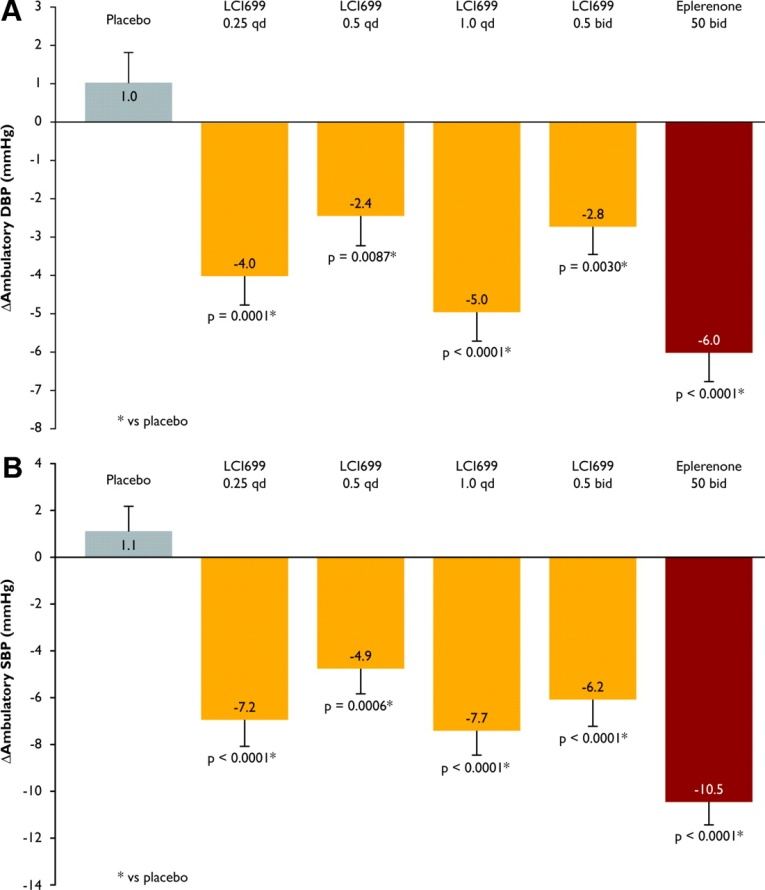 A
Placebo
LCI699
0.25 qd
LCI699
0.5 qd
LCI699
1.0 qd
LCI699
0.5 bid
Eplerenone
50 bid
ΔAmbulatory DBP (mmHg)
3
2
1
0
-1
-2
-3
-4
-5
-6
-7
-8
1.0
-4.0
p = 0.0001*
-2.4
p = 0.0087*
-5.0
p < 0.0001*
-2.8
p = 0.0030*
-6.0
p < 0.0001*
* vs placebo
B
Placebo
LCI699
0.25 qd
LCI699
0.5 qd
LCI699
1.0 qd
LCI699
0.5 bid
Eplerenone
50 bid
ΔAmbulatory SBP (mmHg)
4
2
0
-2
-4
-6
-8
-10
-12
-14
1.1
-7.2
p < 0.0001*
-4.9
p = 0.0006*
-7.7
p < 0.0001*
-6.2
p < 0.0001*
-10.5
p < 0.0001*
* vs placebo